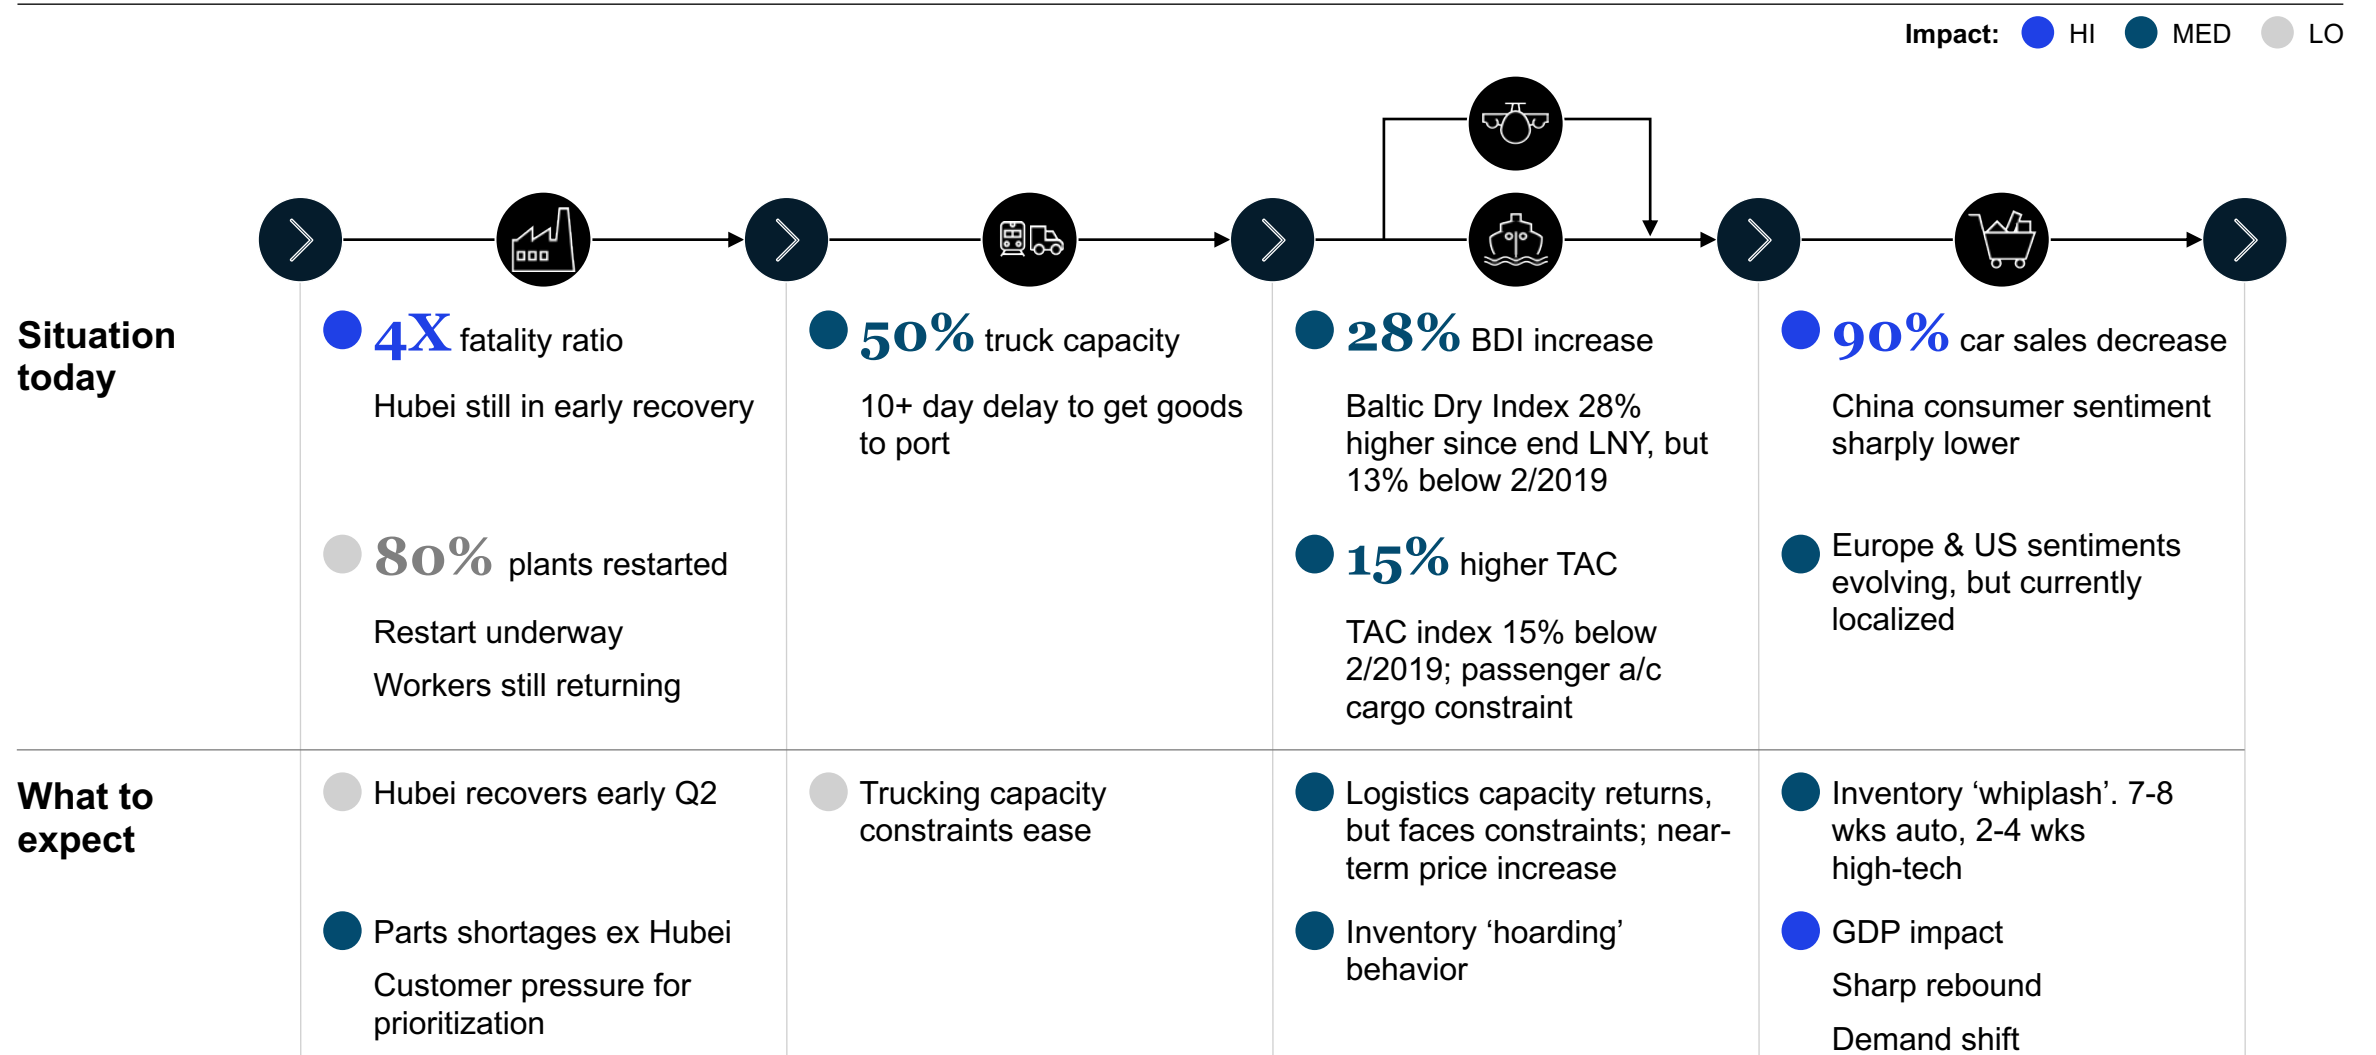 Impact: HI MED LO
Situation
today
4X fatality ratio
Hubei still in early recovery
80% plants restarted
Restart underway
Workers still returning
50% truck capacity
10+ day delay to get goods
to port
28% BDI increase
Baltic Dry Index 28%
higher since end LNY, but
13% below 2/2019
15% higher TAC
TAC index 15% below
2/2019; passenger a/c
cargo constraint
90% car sales decrease
China consumer sentiment
sharply lower
Europe & US sentiments
evolving, but currently
localized
What to
expect
Hubei recovers early Q2
Parts shortages ex Hubei
Customer pressure for
prioritization
Trucking capacity
constraints ease
Logistics capacity returns,
but faces constraints; near-
term price increase
Inventory ‘hoarding’
behavior
Inventory ‘whiplash’. 7-8
wks auto, 2-4 wks
high-tech
GDP impact
Sharp rebound
Demand shift